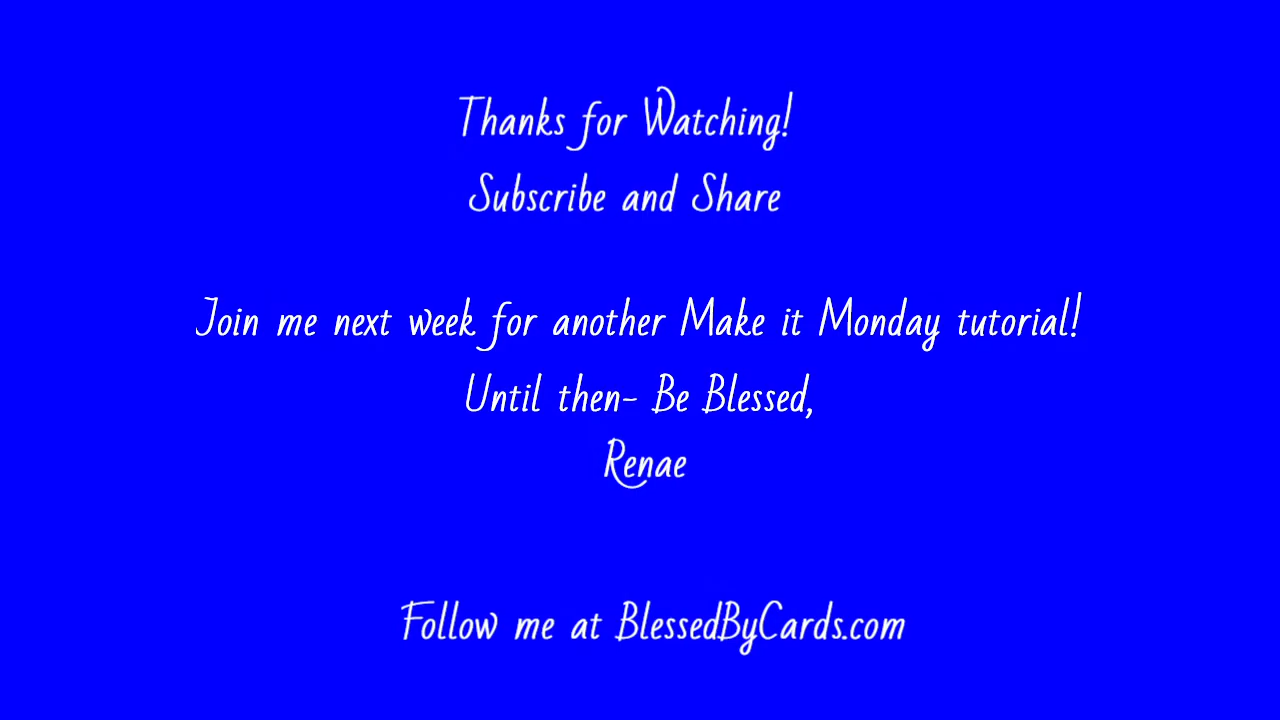 Thanks for Watching!
Subscribe and Share
Join me next week for another Make it Monday tutorial!
Until then- Be Blessed,
Renae
Follow me at BlessedByCards.com